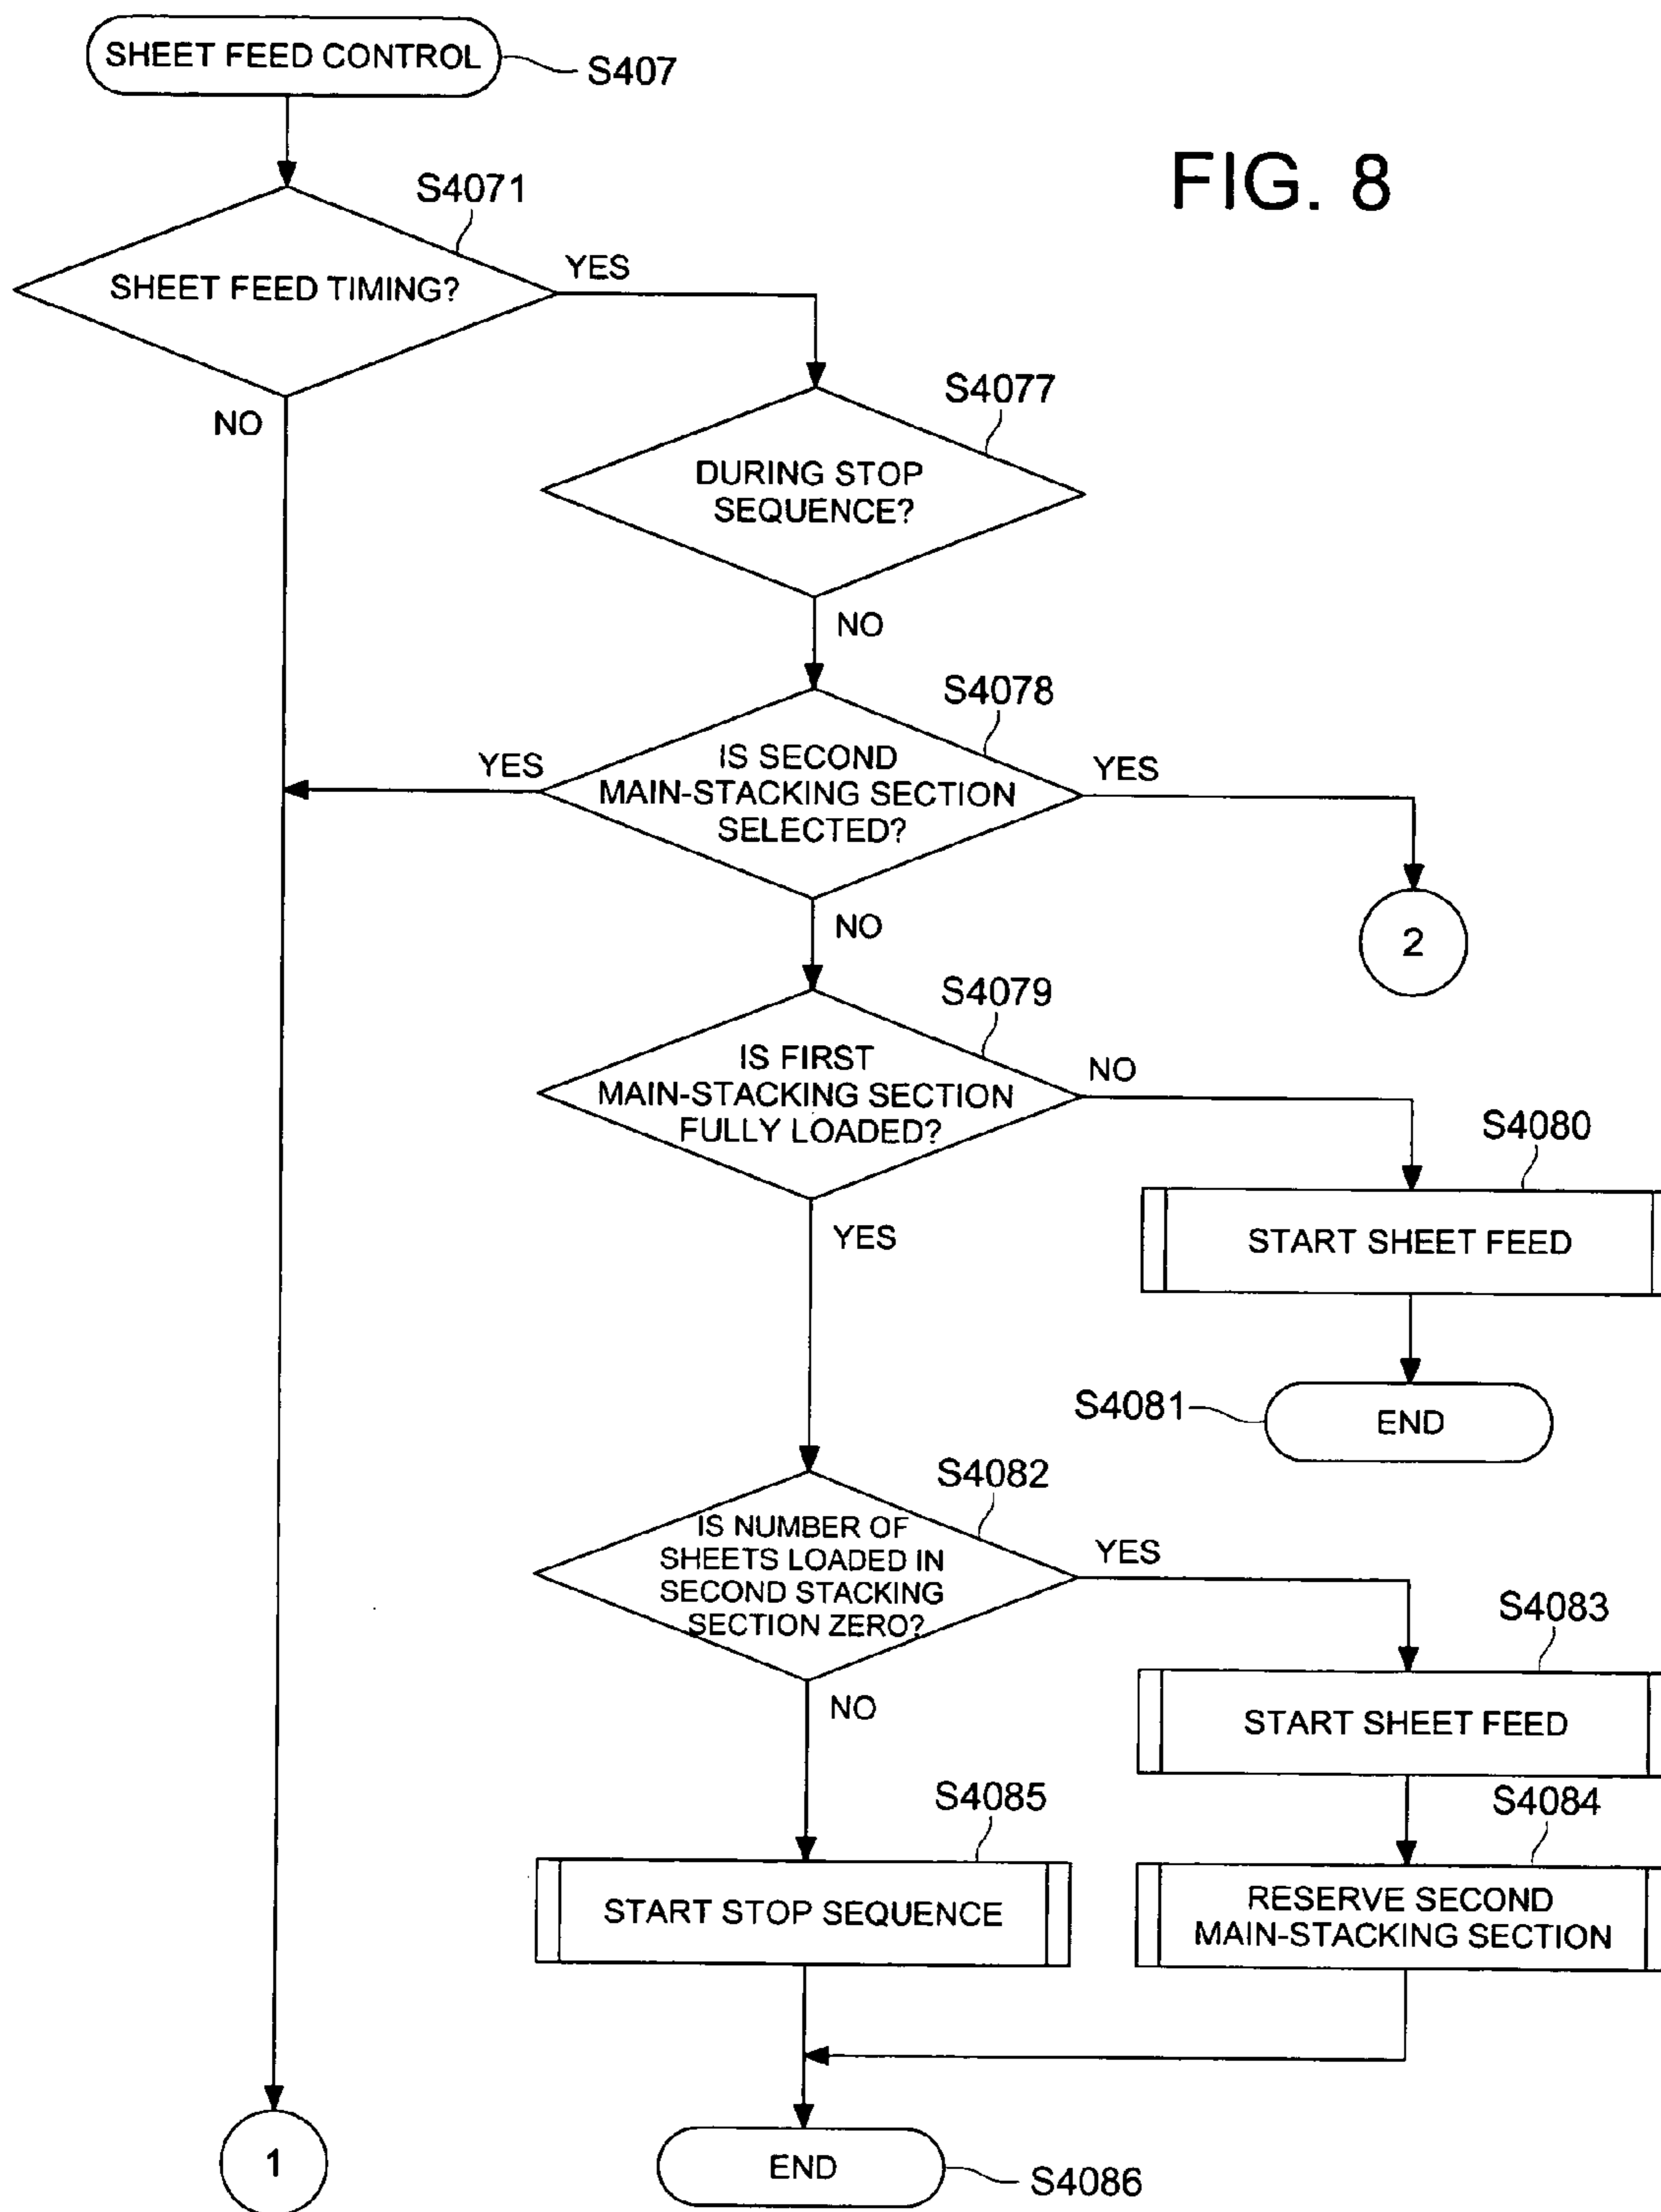 SHEET FEED CONTROL
S407
FIG. 8
S4071
SHEET FEED TIMING?
YES
NO
S4077
DURING STOP
SEQUENCE?
NO
S4078
IS SECOND
MAIN-STACKING SECTION
SELECTED?
YES
YES
2
NO
S4079
IS FIRST
MAIN-STACKING SECTION
FULLY LOADED?
NO
S4080
START SHEET FEED
YES
S4081
END
S4082
IS NUMBER OF
SHEETS LOADED IN
SECOND STACKING
SECTION ZERO?
YES
S4083
START SHEET FEED
NO
S4085
START STOP SEQUENCE
S4084
RESERVE SECOND
MAIN-STACKING SECTION
1
END
S4086